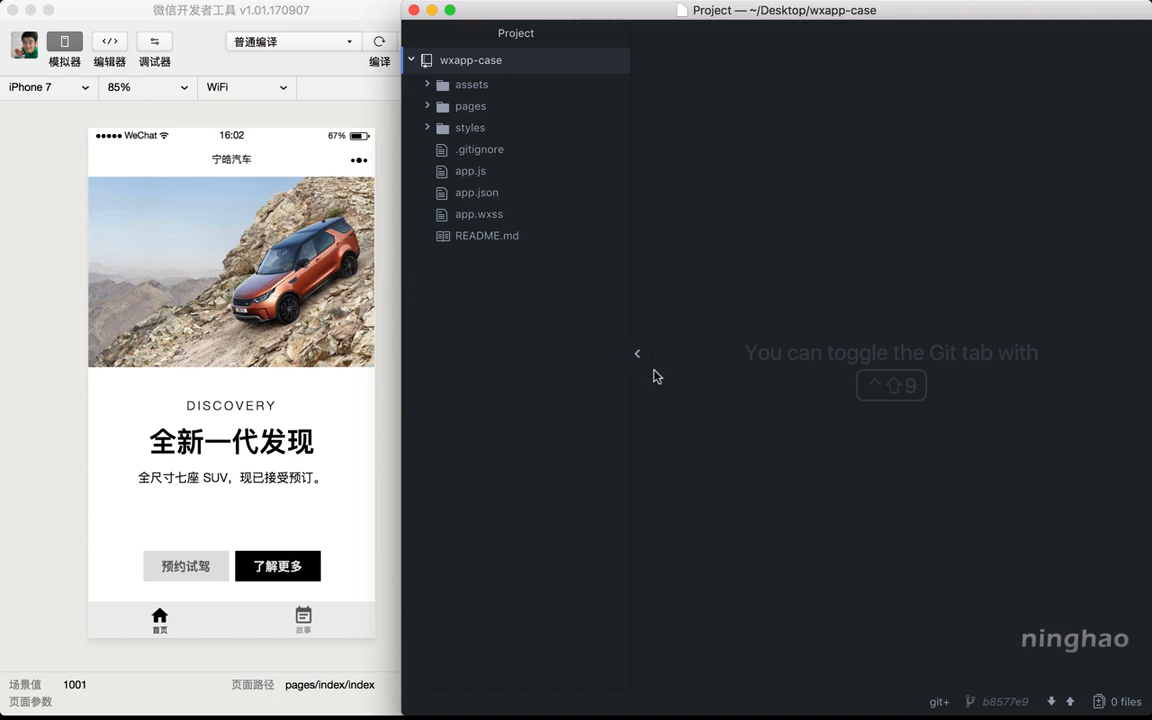 微信开发者工具 v1.01.170907
模拟器
编辑器
调试器
普通编译
编译
iPhone 7
85%
WiFi
WeChat
16:02
67%
宁皓汽车
DISCOVERY
全新一代发现
全尺寸七座 SUV，现已接受预订。
预约试驾
了解更多
首页
故事
场景值
1001
页面路径
pages/index/index
页面参数
Project — ~/Desktop/wxapp-case
Project
wxapp-case
assets
pages
styles
.gitignore
app.js
app.json
app.wxss
README.md
You can toggle the Git tab with
⌃⇧9
ninghao
git+
b8577e9
0 files